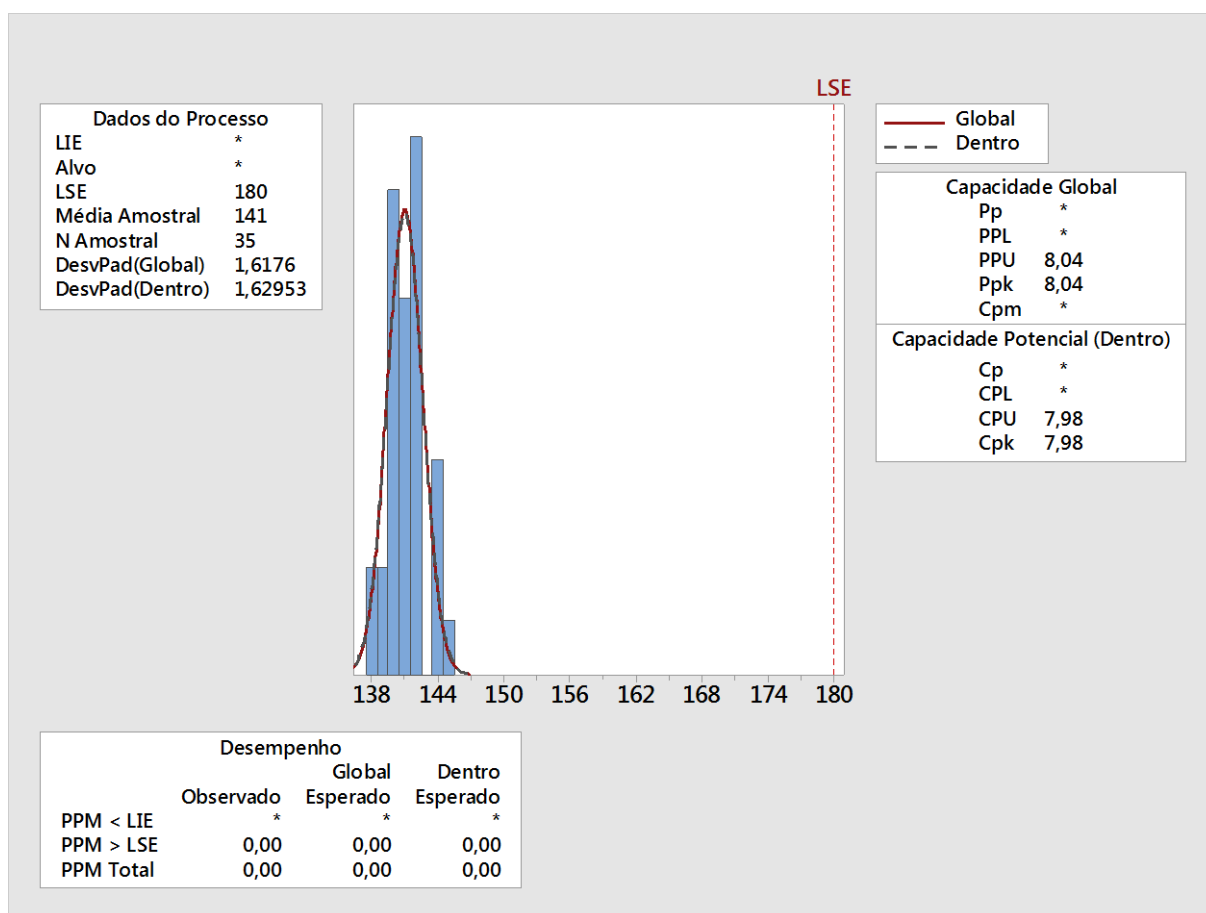 LSE
Dados do Processo
LIE *
Alvo *
LSE 180
Média Amostral 141
N Amostral 35
DesvPad(Global) 1,6176
DesvPad(Dentro) 1,62953
138 144 150 156 162 168 174 180
Global
Dentro
Capacidade Global
Pp *
PPL *
PPU 8,04
Ppk 8,04
Cpm *
Capacidade Potencial (Dentro)
Cp *
CPL *
CPU 7,98
Cpk 7,98
Desempenho
Global Dentro
Observado Esperado Esperado
PPM < LIE * * *
PPM > LSE 0,00 0,00 0,00
PPM Total 0,00 0,00 0,00